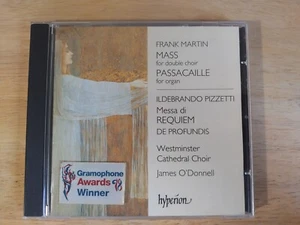 FRANK MARTIN
MASS
for double choir
PASSACAILLE
for organ
ILDEBRANDO PIZZETTI
Messa di
REQUIEM
DE PROFUNDIS
Westminster
Cathedral Choir
James O'Donnell
hyperion
Gramophone
Awards 98
Winner